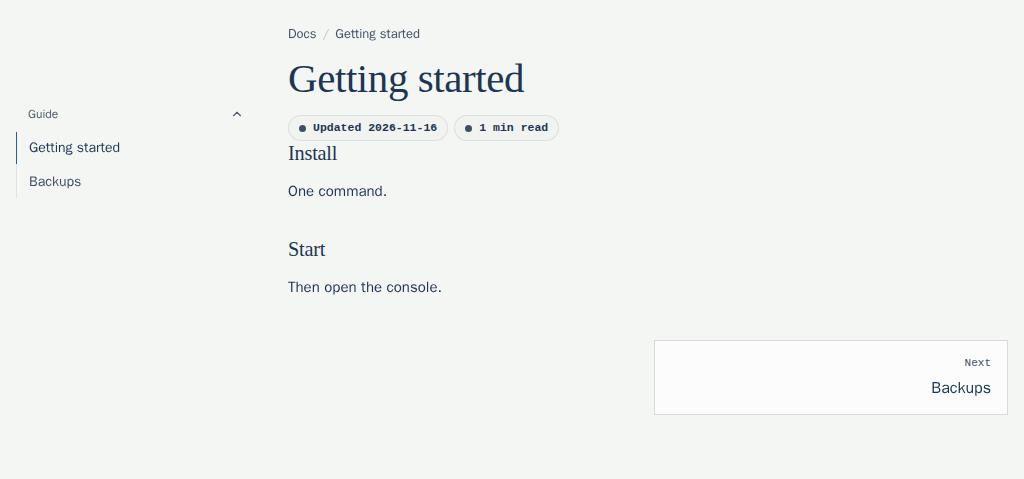 Docs / Getting started
Getting started
Guide
Getting started
Backups
Updated 2026-11-16
1 min read
Install
One command.
Start
Then open the console.
Next
Backups